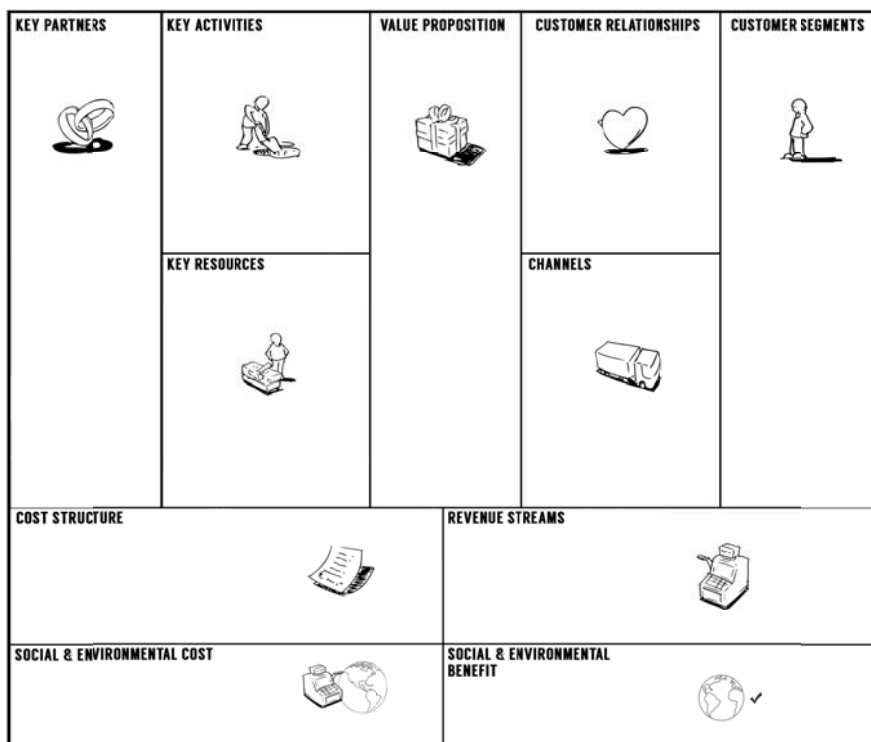 KEY PARTNERS
KEY ACTIVITIES
VALUE PROPOSITION
CUSTOMER RELATIONSHIPS
CUSTOMER SEGMENTS
KEY RESOURCES
CHANNELS
COST STRUCTURE
REVENUE STREAMS
SOCIAL & ENVIRONMENTAL COST
SOCIAL & ENVIRONMENTAL
BENEFIT